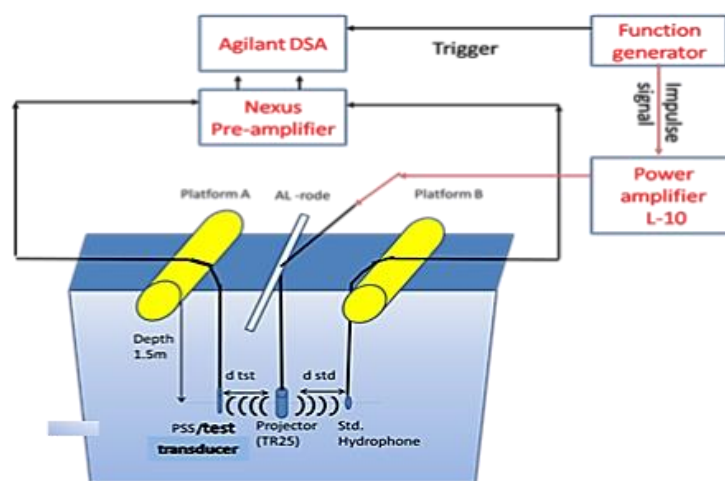 Agilant DSA
Trigger
Function
generator
Nexus
Pre-amplifier
Impulse
signal
Power
amplifier
L-10
Platform A
AL -rode
Platform B
Depth
1.5m
d tst
d std
PSS/test
transducer
Projector
(TR25)
Std.
Hydrophone